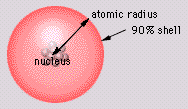 atomic radius
90% shell
nucleus